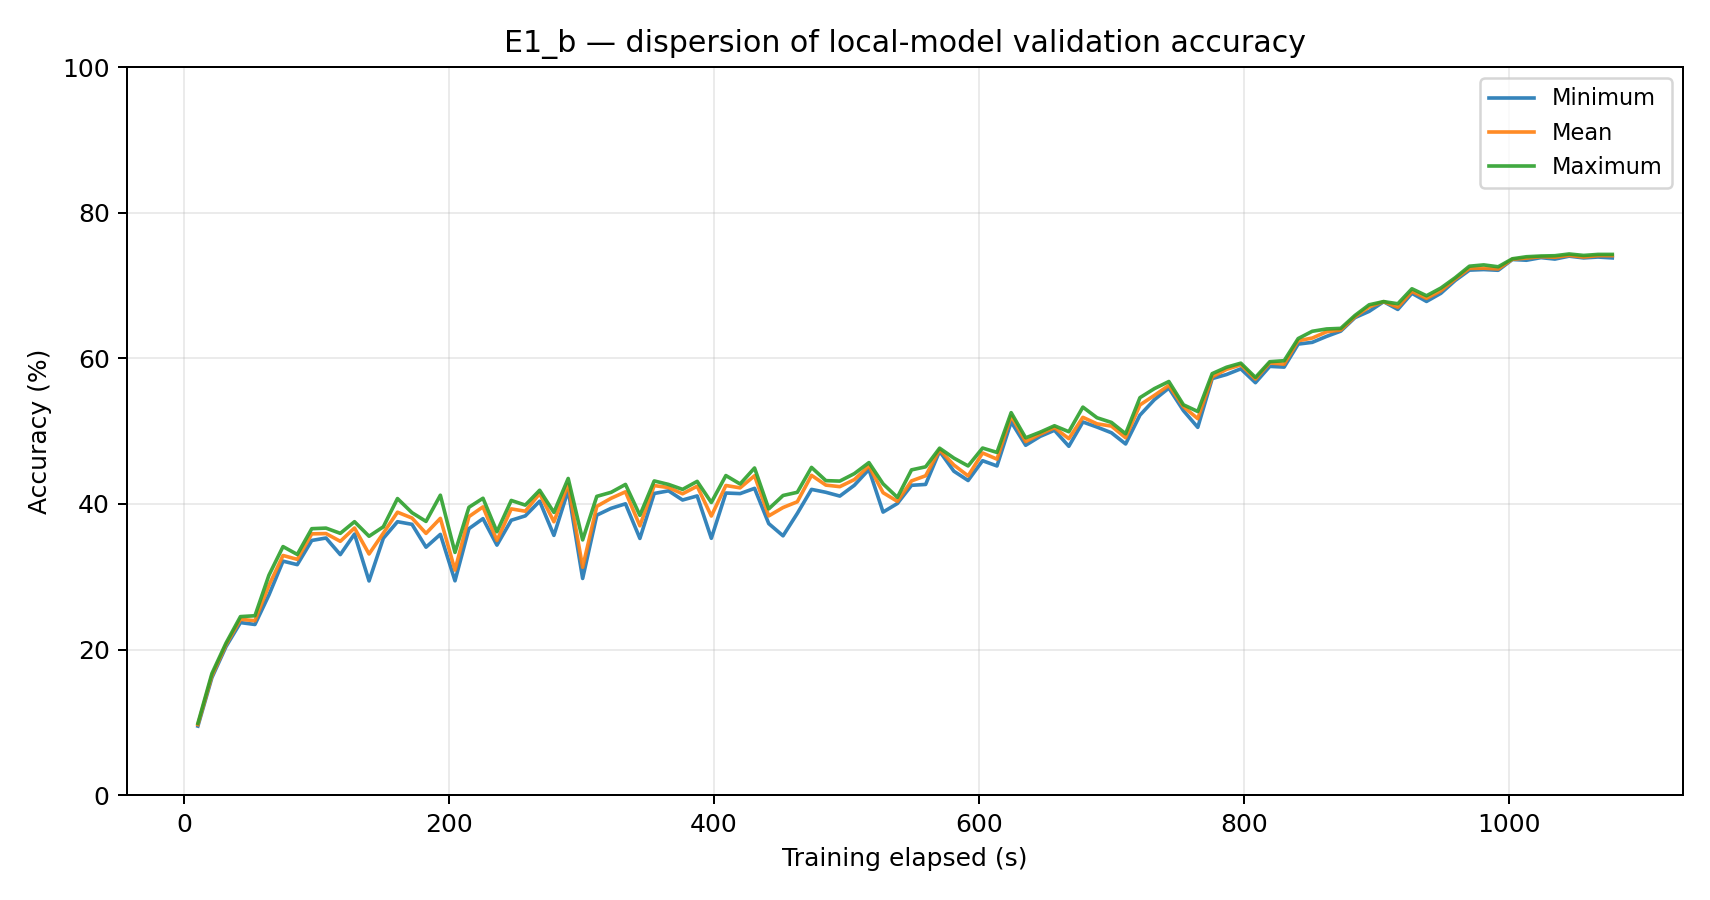 E1_b — dispersion of local-model validation accuracy
100
80
60
40
20
0
Accuracy (%)
Minimum
Mean
Maximum
0 200 400 600 800 1000
Training elapsed (s)